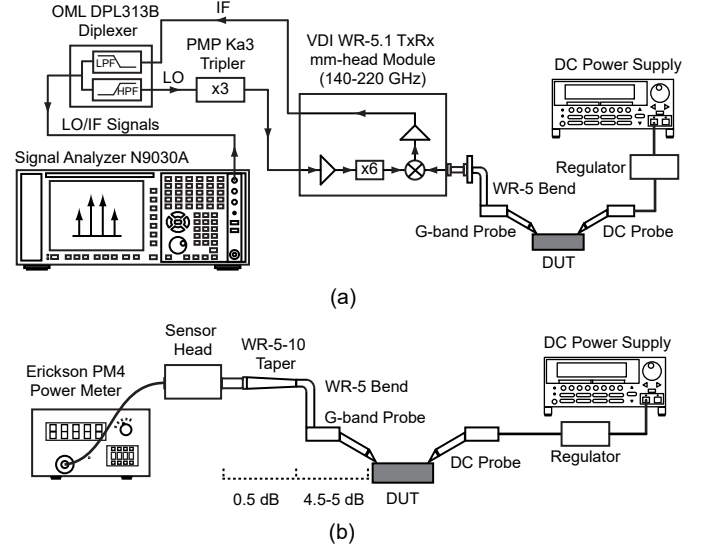 OML DPL313B
Diplexer
IF
PMP Ka3
Tripler
VDI WR-5.1 TxRx
mm-head Module
(140-220 GHz)
DC Power Supply
LPF
HPF
LO
x3
LO/IF Signals
Signal Analyzer N9030A
x6
WR-5 Bend
Regulator
G-band Probe
DC Probe
DUT
(a)
Sensor
Head
WR-5-10
Taper
DC Power Supply
Erickson PM4
Power Meter
WR-5 Bend
G-band Probe
DC Probe
Regulator
0.5 dB
4.5-5 dB
DUT
(b)